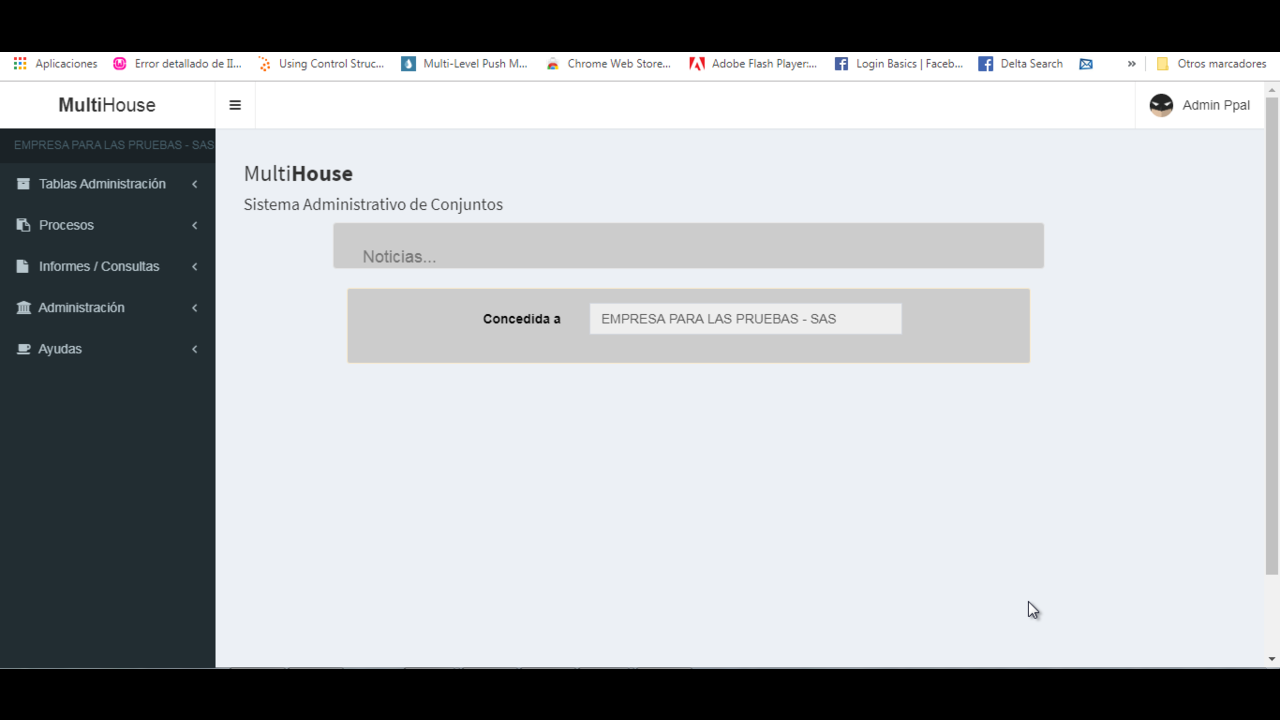 Aplicaciones
Error detallado de II...
Using Control Struc...
Multi-Level Push M...
Chrome Web Store...
Adobe Flash Player:...
Login Basics | Faceb...
Delta Search
»
Otros marcadores
MultiHouse
Admin Ppal
EMPRESA PARA LAS PRUEBAS - SAS
Tablas Administración
Procesos
Informes / Consultas
Administración
Ayudas
MultiHouse
Sistema Administrativo de Conjuntos
Noticias...
Concedida a
EMPRESA PARA LAS PRUEBAS - SAS